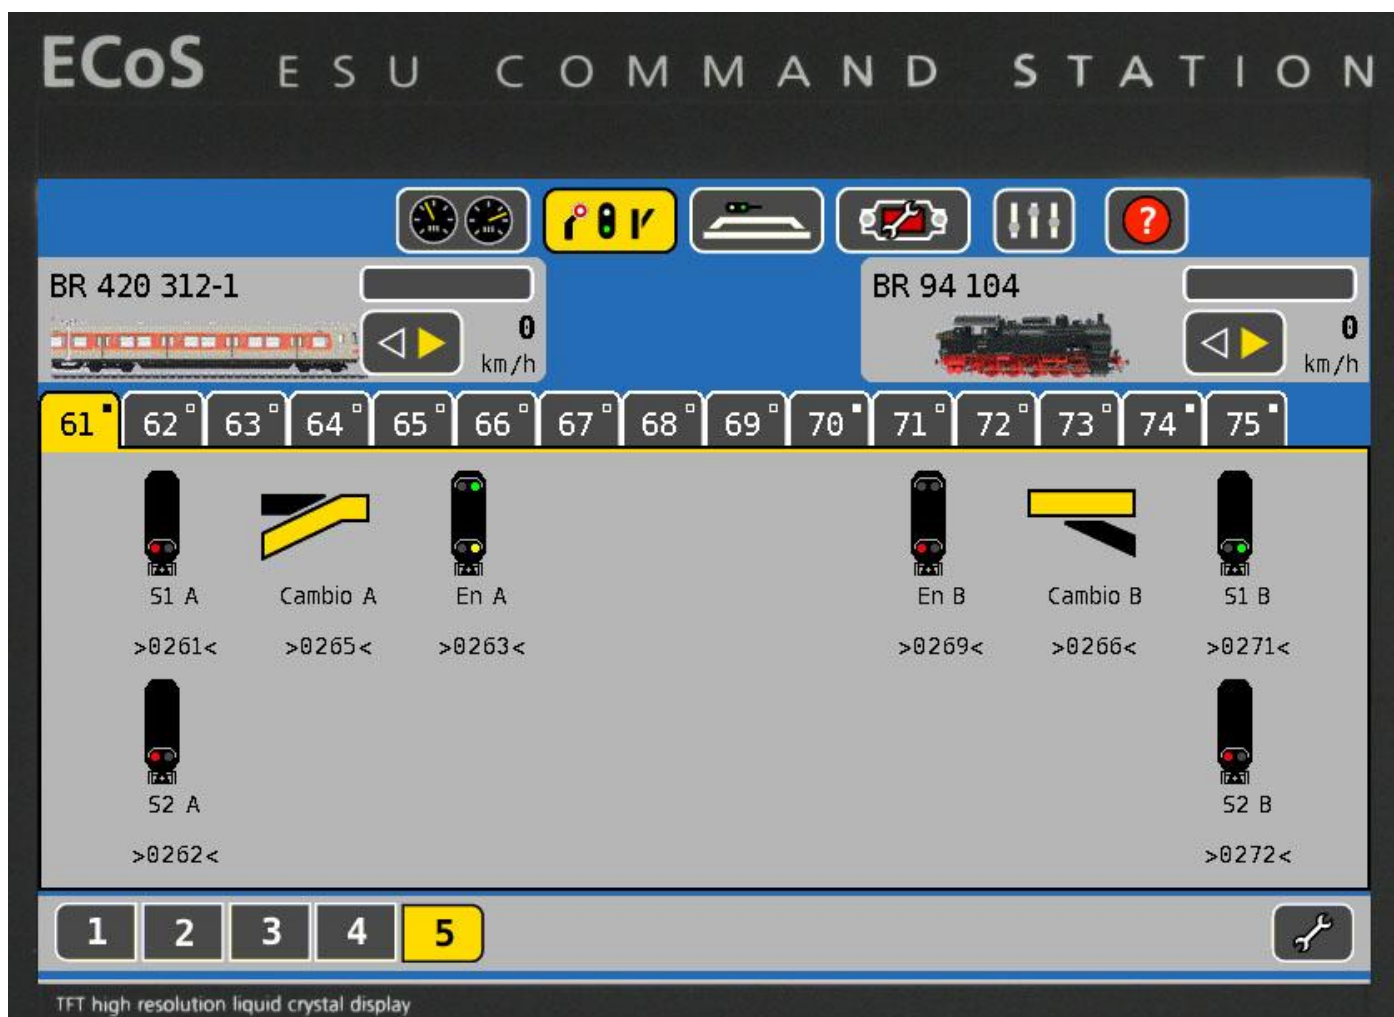 ECoS ESU COMMAND STATION
?
BR 420 312-1
0
km/h
BR 94 104
0
km/h
61 62 63 64 65 66 67 68 69 70 71 72 73 74 75
S1 A Cambio A En A En B Cambio B S1 B
>0261< >0265< >0263< >0269< >0266< >0271<
S2 A S2 B
>0262< >0272<
1 2 3 4 5
TFT high resolution liquid crystal display